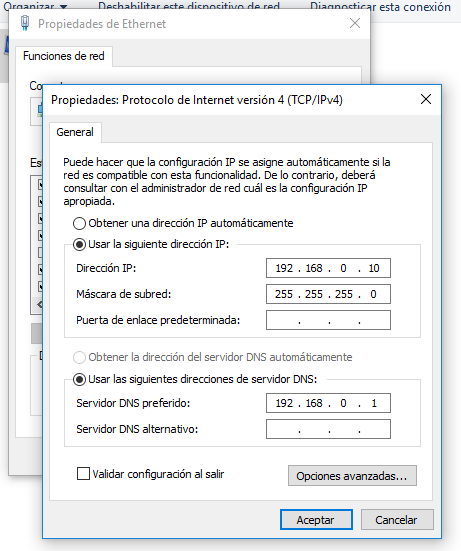 Organizar Deshabilitar este dispositivo de red Diagnosticar esta conexión
Propiedades de Ethernet
Funciones de red
Propiedades: Protocolo de Internet versión 4 (TCP/IPv4)
General
Puede hacer que la configuración IP se asigne automáticamente si la
red es compatible con esta funcionalidad. De lo contrario, deberá
consultar con el administrador de red cuál es la configuración IP
apropiada.
Obtener una dirección IP automáticamente
Usar la siguiente dirección IP:
Dirección IP: 192 . 168 . 0 . 10
Máscara de subred: 255 . 255 . 255 . 0
Puerta de enlace predeterminada: . . .
Obtener la dirección del servidor DNS automáticamente
Usar las siguientes direcciones de servidor DNS:
Servidor DNS preferido: 192 . 168 . 0 . 1
Servidor DNS alternativo: . . .
Validar configuración al salir
Opciones avanzadas...
Aceptar Cancelar